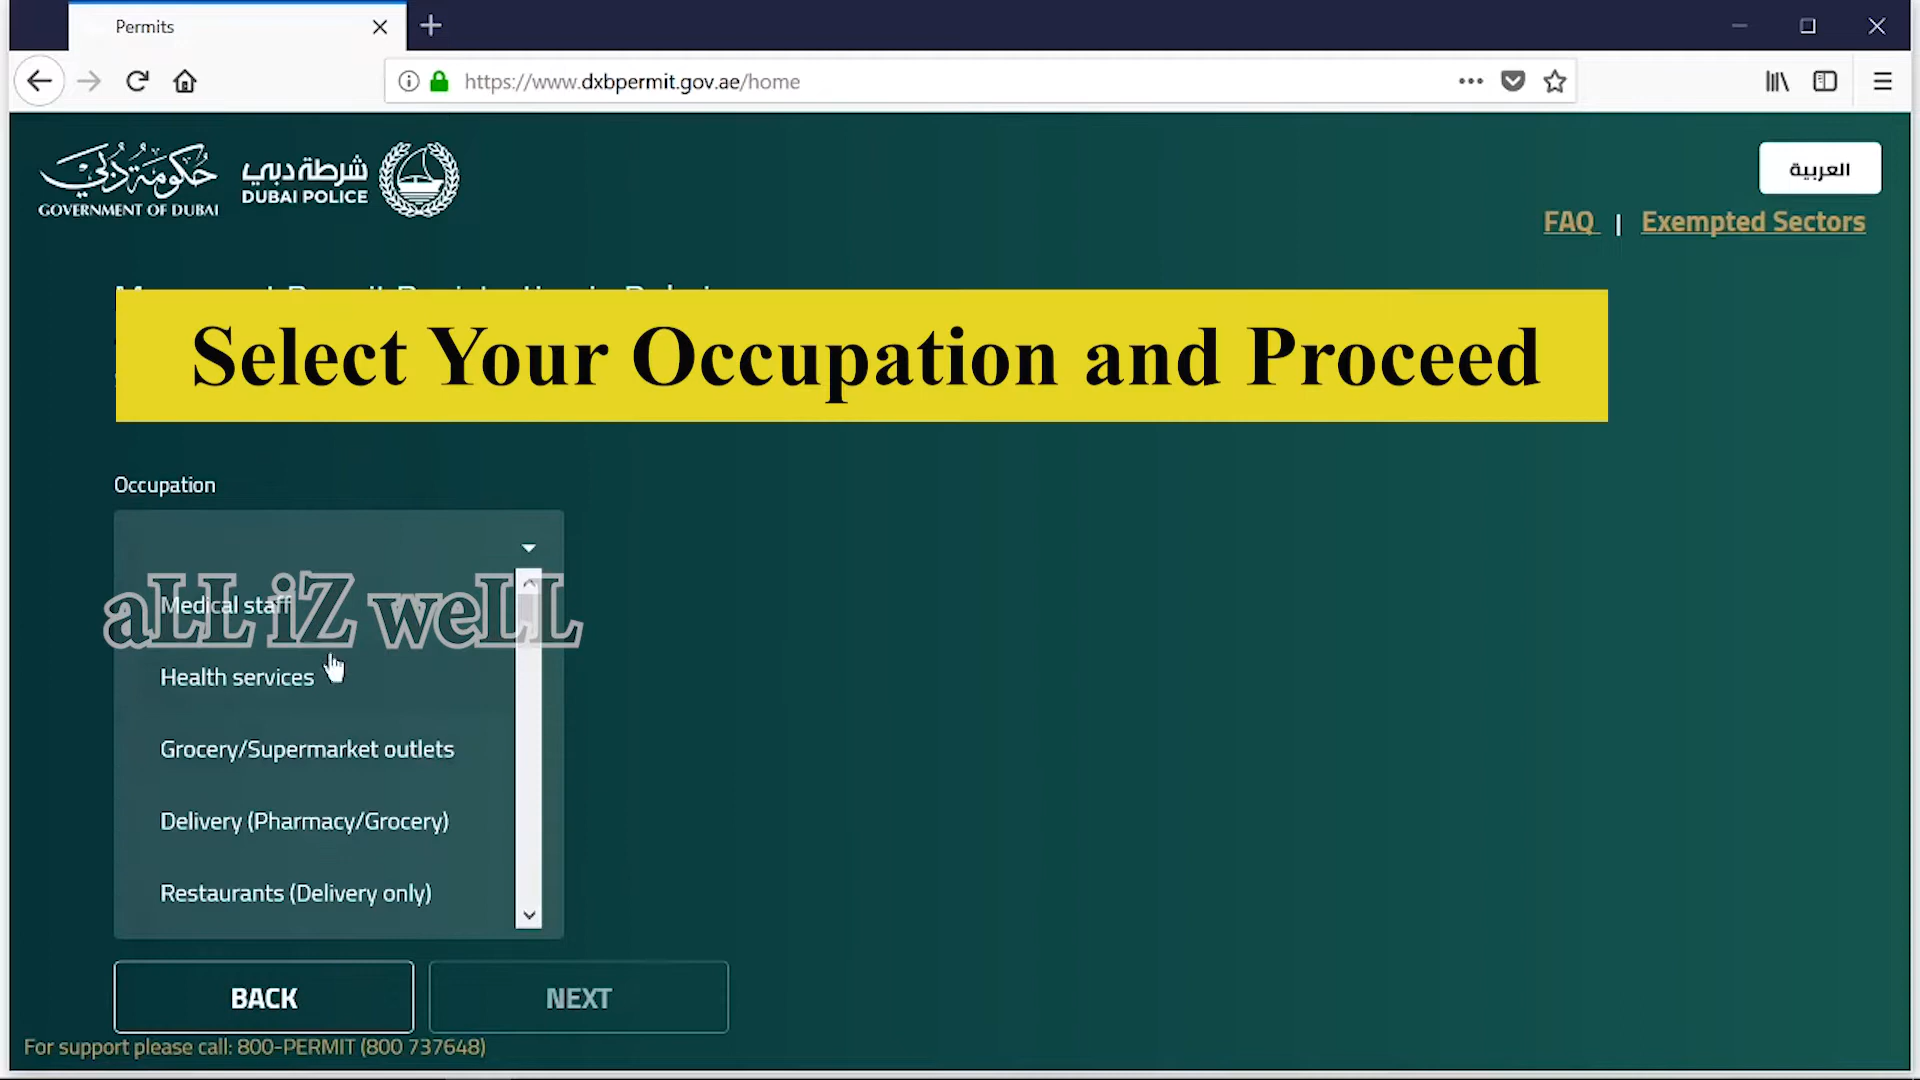 Permits
https://www.dxbpermit.gov.ae/home
حكومة دبي
GOVERNMENT OF DUBAI
شرطة دبي
DUBAI POLICE
العربية
FAQ | Exempted Sectors
Select Your Occupation and Proceed
Occupation
aLL iZ weLL
Medical staff
Health services
Grocery/Supermarket outlets
Delivery (Pharmacy/Grocery)
Restaurants (Delivery only)
BACK
NEXT
For support please call: 800-PERMIT (800 737648)